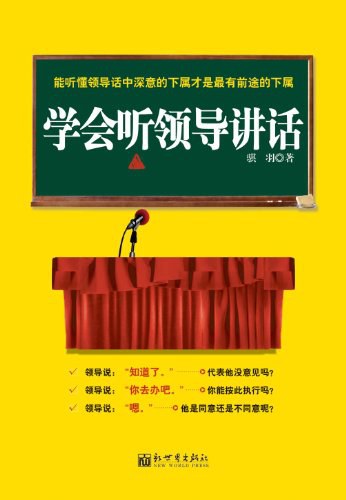 能听懂领导话中深意的下属才是最有前途的下属
学会听领导讲话
骐 羽◎著
领导说：“知道了。”——代表他没意见吗？
领导说：“你去办吧。”——你能按此执行吗？
领导说：“嗯。”——他是同意还是不同意呢？
新世界出版社
NEW WORLD PRESS